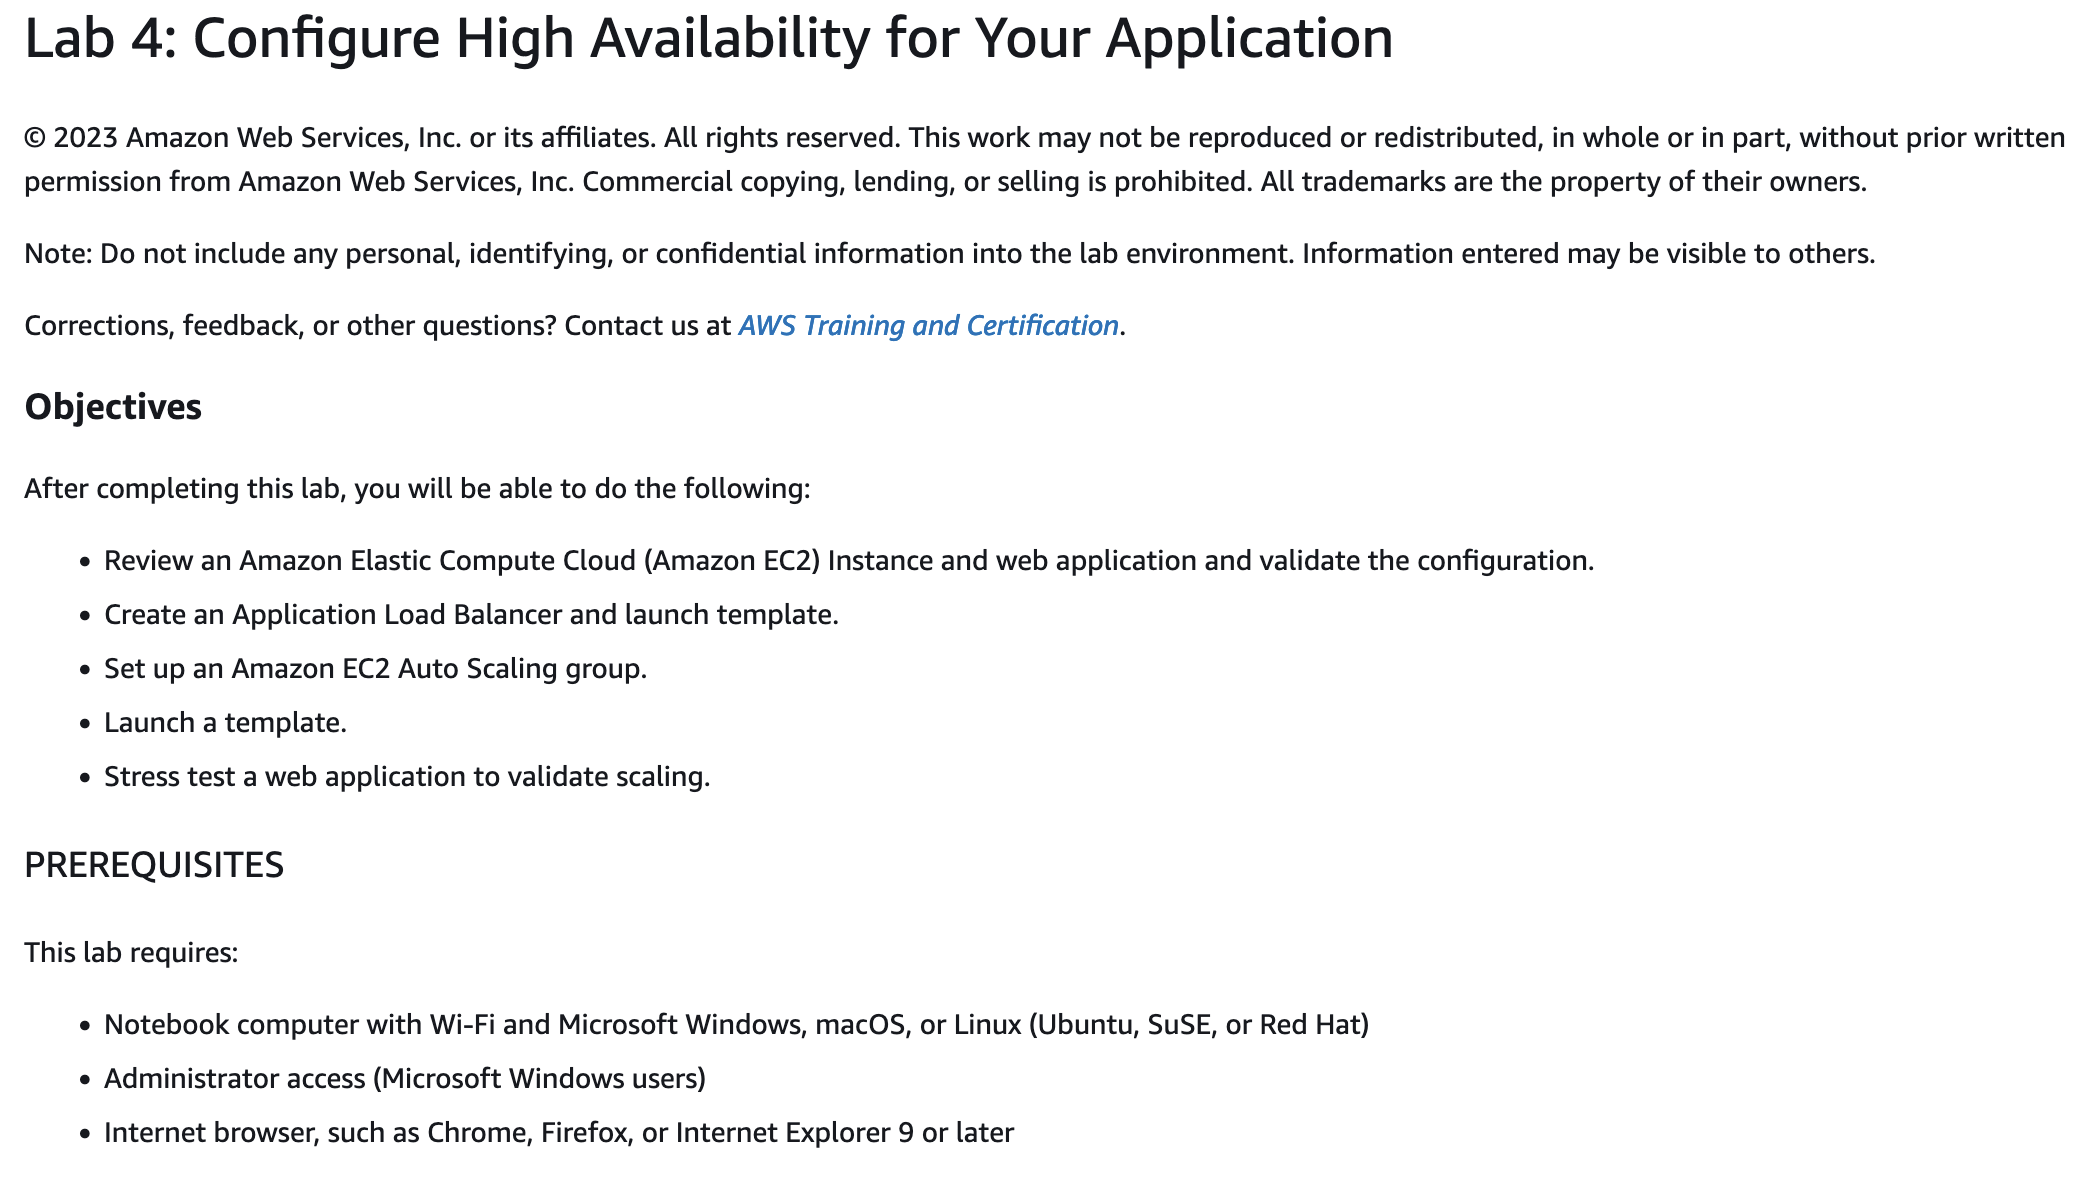 Lab 4: Configure High Availability for Your Application
© 2023 Amazon Web Services, Inc. or its affiliates. All rights reserved. This work may not be reproduced or redistributed, in whole or in part, without prior written
permission from Amazon Web Services, Inc. Commercial copying, lending, or selling is prohibited. All trademarks are the property of their owners.
Note: Do not include any personal, identifying, or confidential information into the lab environment. Information entered may be visible to others.
Corrections, feedback, or other questions? Contact us at AWS Training and Certification.
Objectives
After completing this lab, you will be able to do the following:
• Review an Amazon Elastic Compute Cloud (Amazon EC2) Instance and web application and validate the configuration.
• Create an Application Load Balancer and launch template.
• Set up an Amazon EC2 Auto Scaling group.
• Launch a template.
• Stress test a web application to validate scaling.
PREREQUISITES
This lab requires:
• Notebook computer with Wi-Fi and Microsoft Windows, macOS, or Linux (Ubuntu, SuSE, or Red Hat)
• Administrator access (Microsoft Windows users)
• Internet browser, such as Chrome, Firefox, or Internet Explorer 9 or later